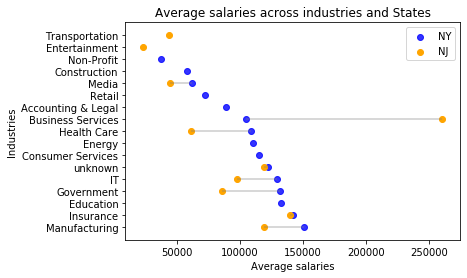 Average salaries across industries and States
NY
NJ
Industries
Transportation
Entertainment
Non-Profit
Construction
Media
Retail
Accounting & Legal
Business Services
Health Care
Energy
Consumer Services
unknown
IT
Government
Education
Insurance
Manufacturing
50000 100000 150000 200000 250000
Average salaries